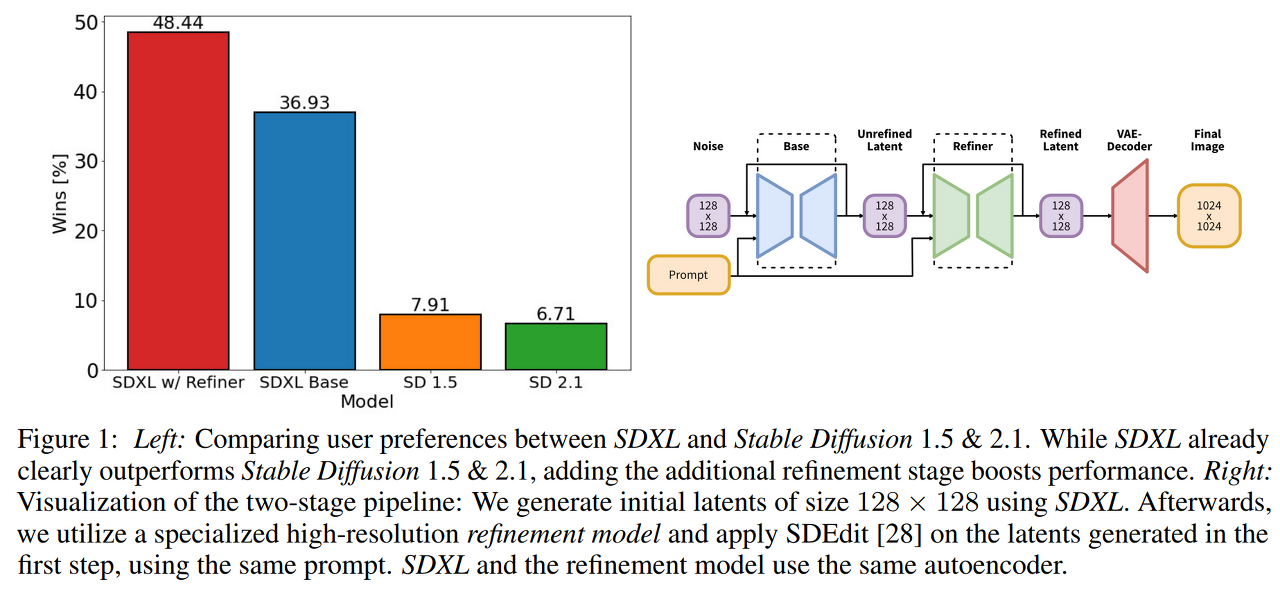 50
40
30
20
10
0
Wins [%]
48.44
36.93
7.91
6.71
SDXL w/ Refiner
SDXL Base
SD 1.5
SD 2.1
Model
Noise
Base
Unrefined
Latent
Refiner
Refined
Latent
VAE-
Decoder
Final
Image
128
x
128
128
x
128
128
x
128
1024
x
1024
Prompt
Figure 1: Left: Comparing user preferences between SDXL and Stable Diffusion 1.5 & 2.1. While SDXL already
clearly outperforms Stable Diffusion 1.5 & 2.1, adding the additional refinement stage boosts performance. Right:
Visualization of the two-stage pipeline: We generate initial latents of size 128 × 128 using SDXL. Afterwards,
we utilize a specialized high-resolution refinement model and apply SDEdit [28] on the latents generated in the
first step, using the same prompt. SDXL and the refinement model use the same autoencoder.